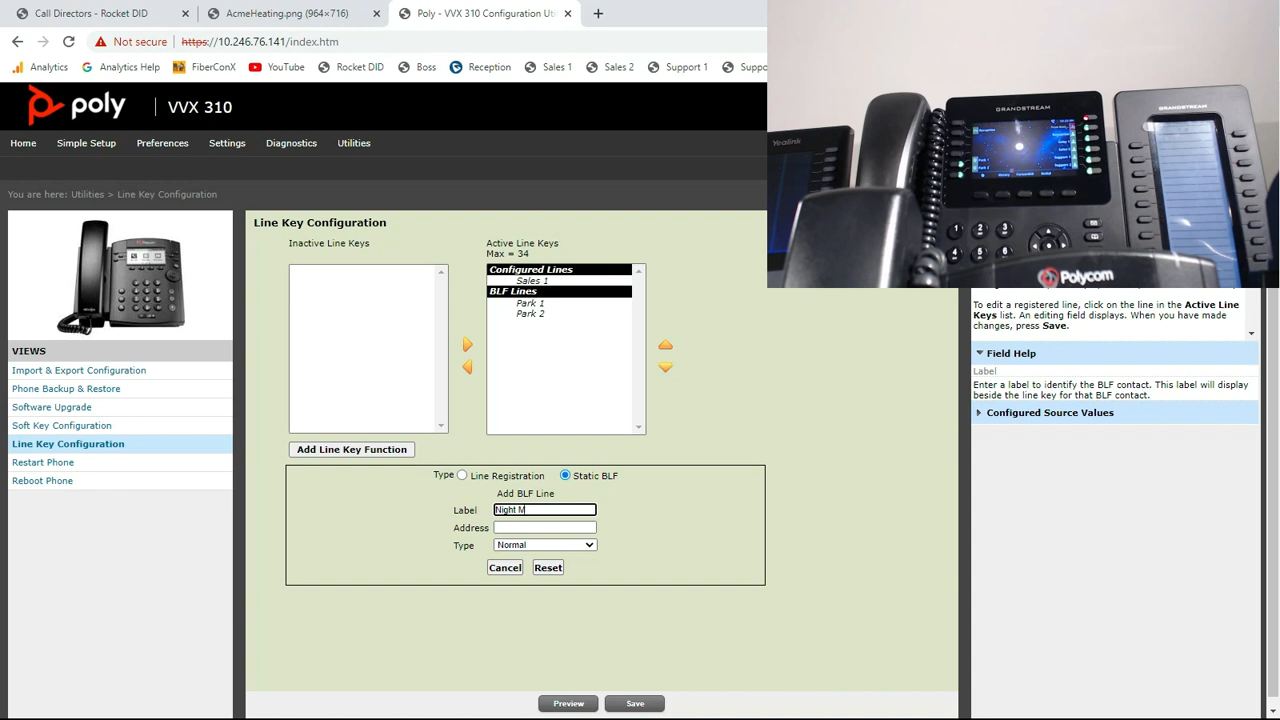 Call Directors - Rocket DID
AcmeHeating.png (964×716)
Poly - VVX 310 Configuration Uti
Not secure
https://10.246.76.141/index.htm
Analytics
Analytics Help
FiberConX
YouTube
Rocket DID
Boss
Reception
Sales 1
Sales 2
Support 1
Suppo
poly
VVX 310
Home
Simple Setup
Preferences
Settings
Diagnostics
Utilities
You are here: Utilities > Line Key Configuration
VIEWS
Import & Export Configuration
Phone Backup & Restore
Software Upgrade
Soft Key Configuration
Line Key Configuration
Restart Phone
Reboot Phone
Line Key Configuration
Inactive Line Keys
Active Line Keys
Max = 34
Configured Lines
Sales 1
BLF Lines
Park 1
Park 2
Add Line Key Function
Type
Line Registration
Static BLF
Add BLF Line
Label
Night M
Address
Type
Normal
Cancel
Reset
Preview
Save
Yealink
GRANDSTREAM
GRANDSTREAM
1
2
3
4
5
6
Polycom
To edit a registered line, click on the line in the Active Line
Keys list. An editing field displays. When you have made
changes, press Save.
Field Help
Label
Enter a label to identify the BLF contact. This label will display
beside the line key for that BLF contact.
Configured Source Values